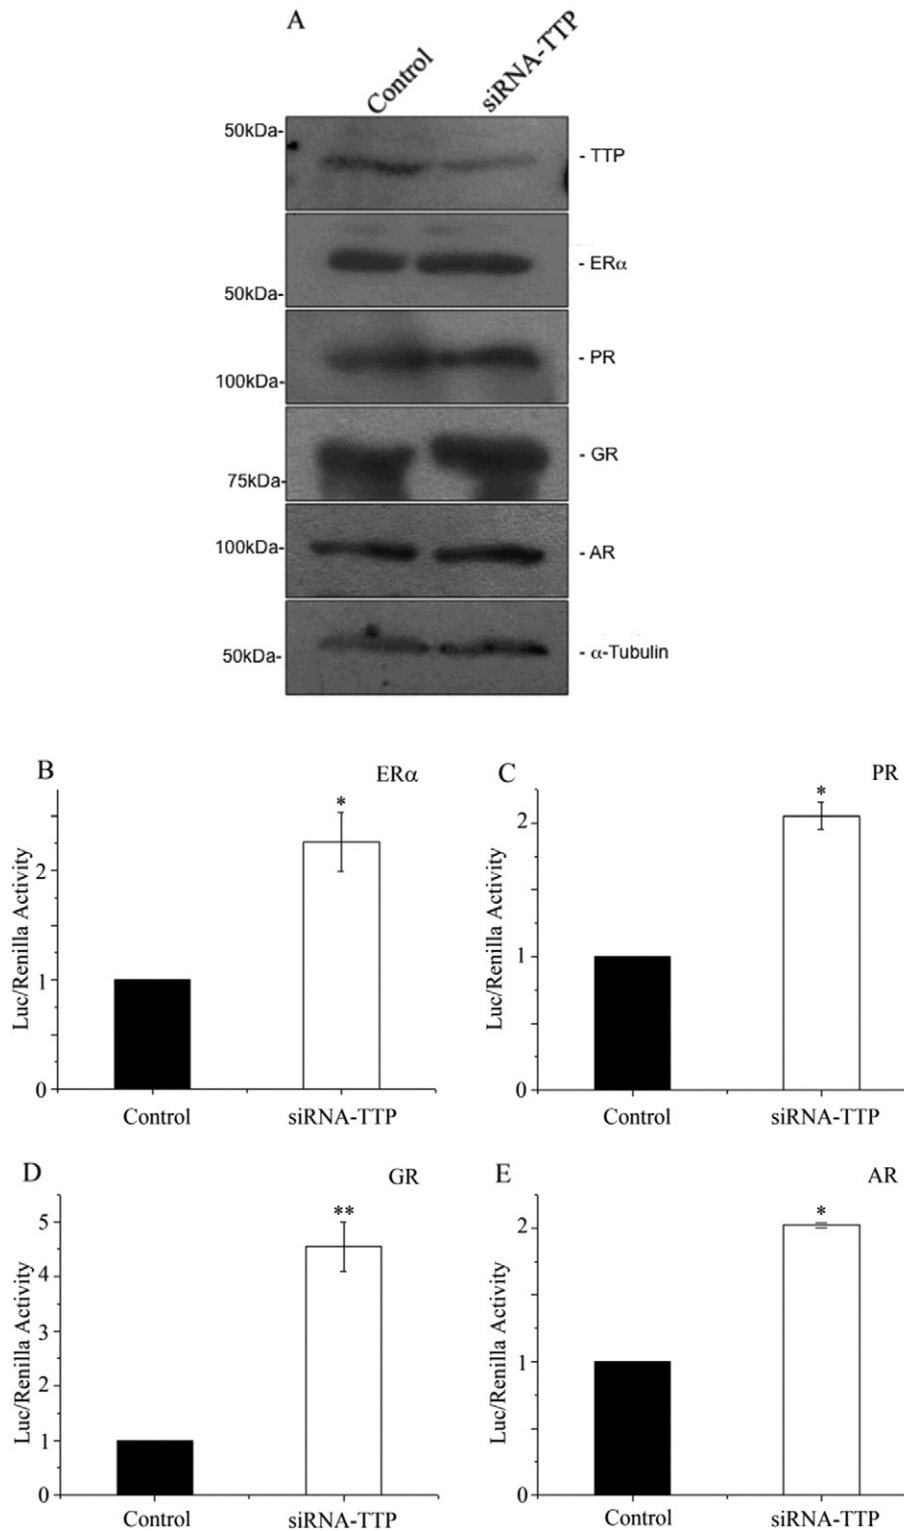 A
Control siRNA-TTP
50kDa- - TTP
- ERα
50kDa-
- PR
100kDa-
- GR
75kDa-
100kDa- - AR
50kDa- - α-Tubulin
B ERα
*
2
1
0
Luc/Renilla Activity
Control siRNA-TTP
C PR
*
2
1
0
Luc/Renilla Activity
Control siRNA-TTP
D GR
**
5
4
3
2
1
0
Luc/Renilla Activity
Control siRNA-TTP
E AR
*
2
1
0
Luc/Renilla Activity
Control siRNA-TTP